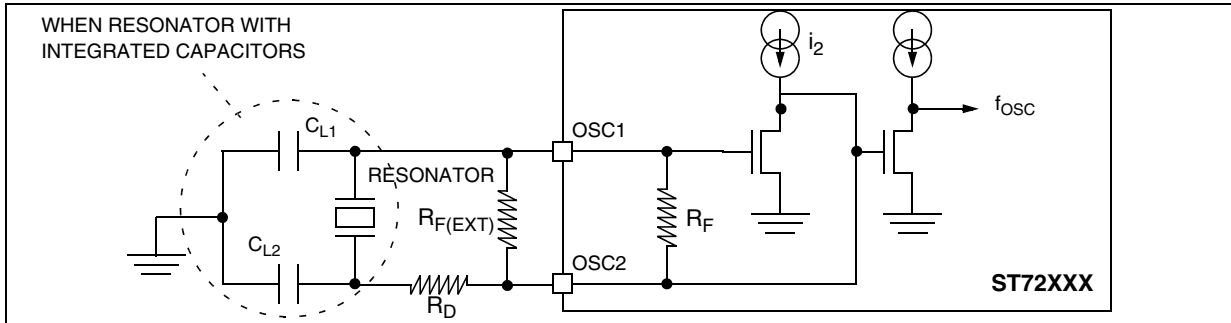 WHEN RESONATOR WITH
INTEGRATED CAPACITORS
i2
fOSC
CL1
OSC1
RESONATOR
RF(EXT)
RF
CL2
OSC2
RD
ST72XXX